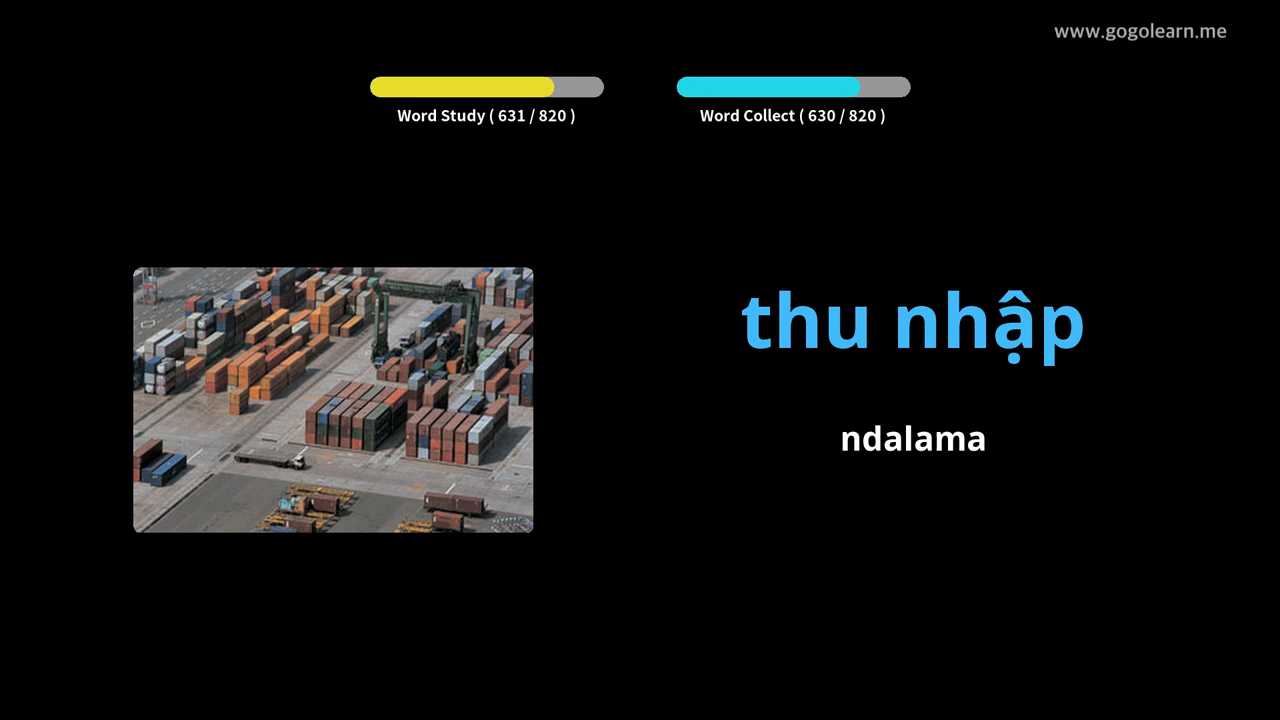 www.gogolearn.me
Word Study ( 631 / 820 )
Word Collect ( 630 / 820 )
thu nhập
ndalama